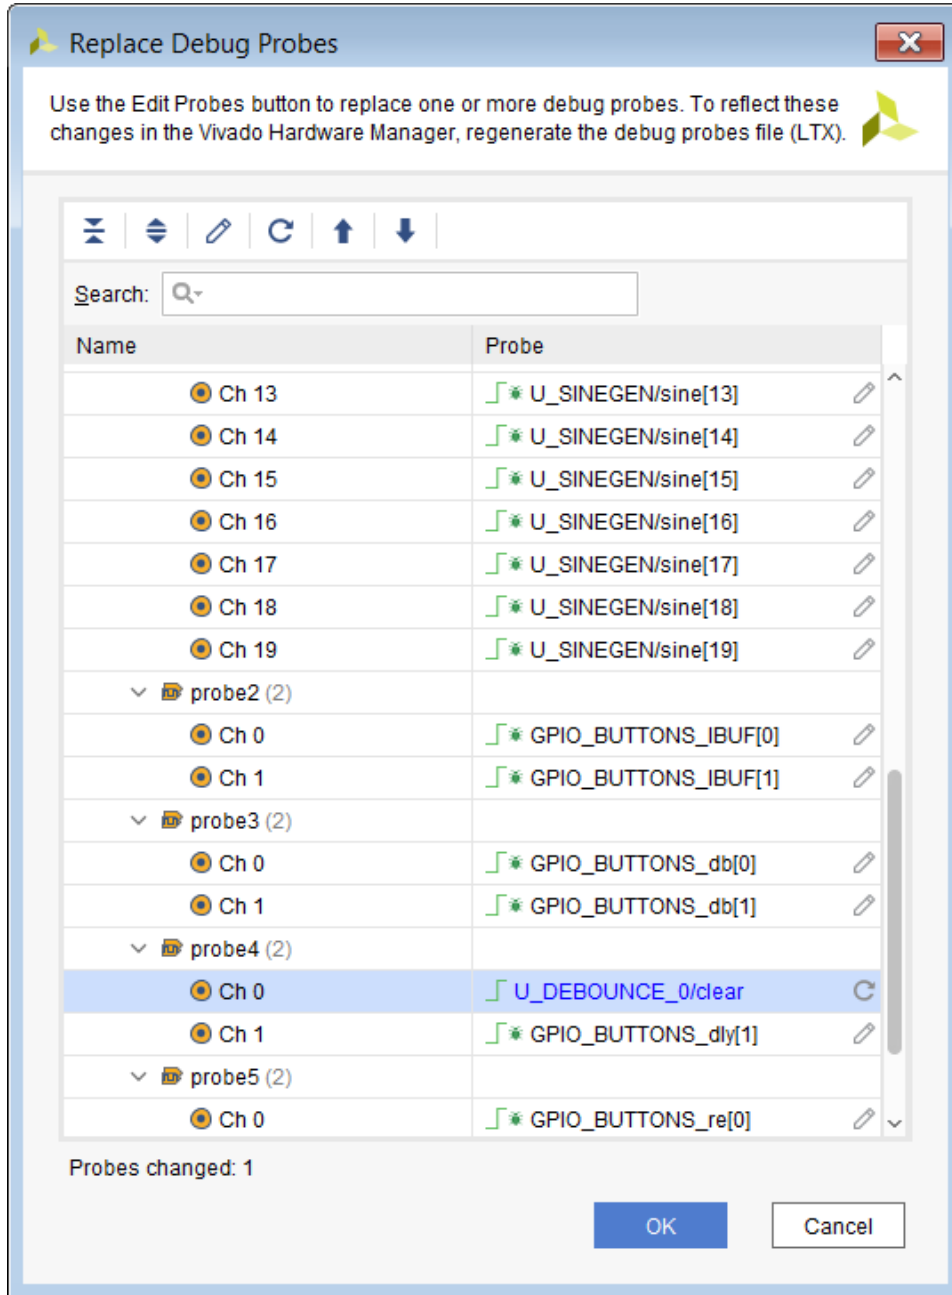 Replace Debug Probes
Use the Edit Probes button to replace one or more debug probes. To reflect these
changes in the Vivado Hardware Manager, regenerate the debug probes file (LTX).
Search:
Name Probe
Ch 13 U_SINEGEN/sine[13]
Ch 14 U_SINEGEN/sine[14]
Ch 15 U_SINEGEN/sine[15]
Ch 16 U_SINEGEN/sine[16]
Ch 17 U_SINEGEN/sine[17]
Ch 18 U_SINEGEN/sine[18]
Ch 19 U_SINEGEN/sine[19]
probe2 (2)
Ch 0 GPIO_BUTTONS_IBUF[0]
Ch 1 GPIO_BUTTONS_IBUF[1]
probe3 (2)
Ch 0 GPIO_BUTTONS_db[0]
Ch 1 GPIO_BUTTONS_db[1]
probe4 (2)
Ch 0 U_DEBOUNCE_0/clear
Ch 1 GPIO_BUTTONS_dly[1]
probe5 (2)
Ch 0 GPIO_BUTTONS_re[0]
Probes changed: 1
OK Cancel